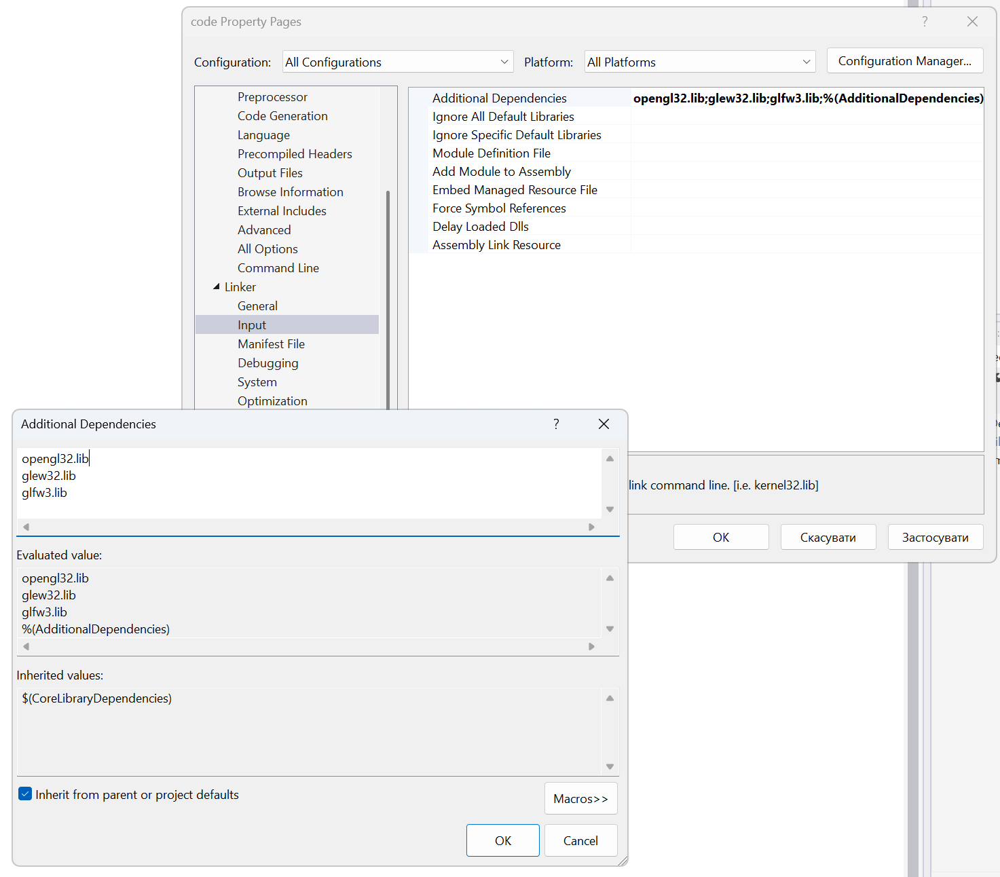 code Property Pages
?
Configuration:
All Configurations
Platform:
All Platforms
Configuration Manager...
Preprocessor
Code Generation
Language
Precompiled Headers
Output Files
Browse Information
External Includes
Advanced
All Options
Command Line
Linker
General
Input
Manifest File
Debugging
System
Optimization
Additional Dependencies
opengl32.lib;glew32.lib;glfw3.lib;%(AdditionalDependencies)
Ignore All Default Libraries
Ignore Specific Default Libraries
Module Definition File
Add Module to Assembly
Embed Managed Resource File
Force Symbol References
Delay Loaded Dlls
Assembly Link Resource
link command line. [i.e. kernel32.lib]
OK
Скасувати
Застосувати
Additional Dependencies
?
opengl32.lib
glew32.lib
glfw3.lib
Evaluated value:
opengl32.lib
glew32.lib
glfw3.lib
%(AdditionalDependencies)
Inherited values:
$(CoreLibraryDependencies)
Inherit from parent or project defaults
Macros>>
OK
Cancel